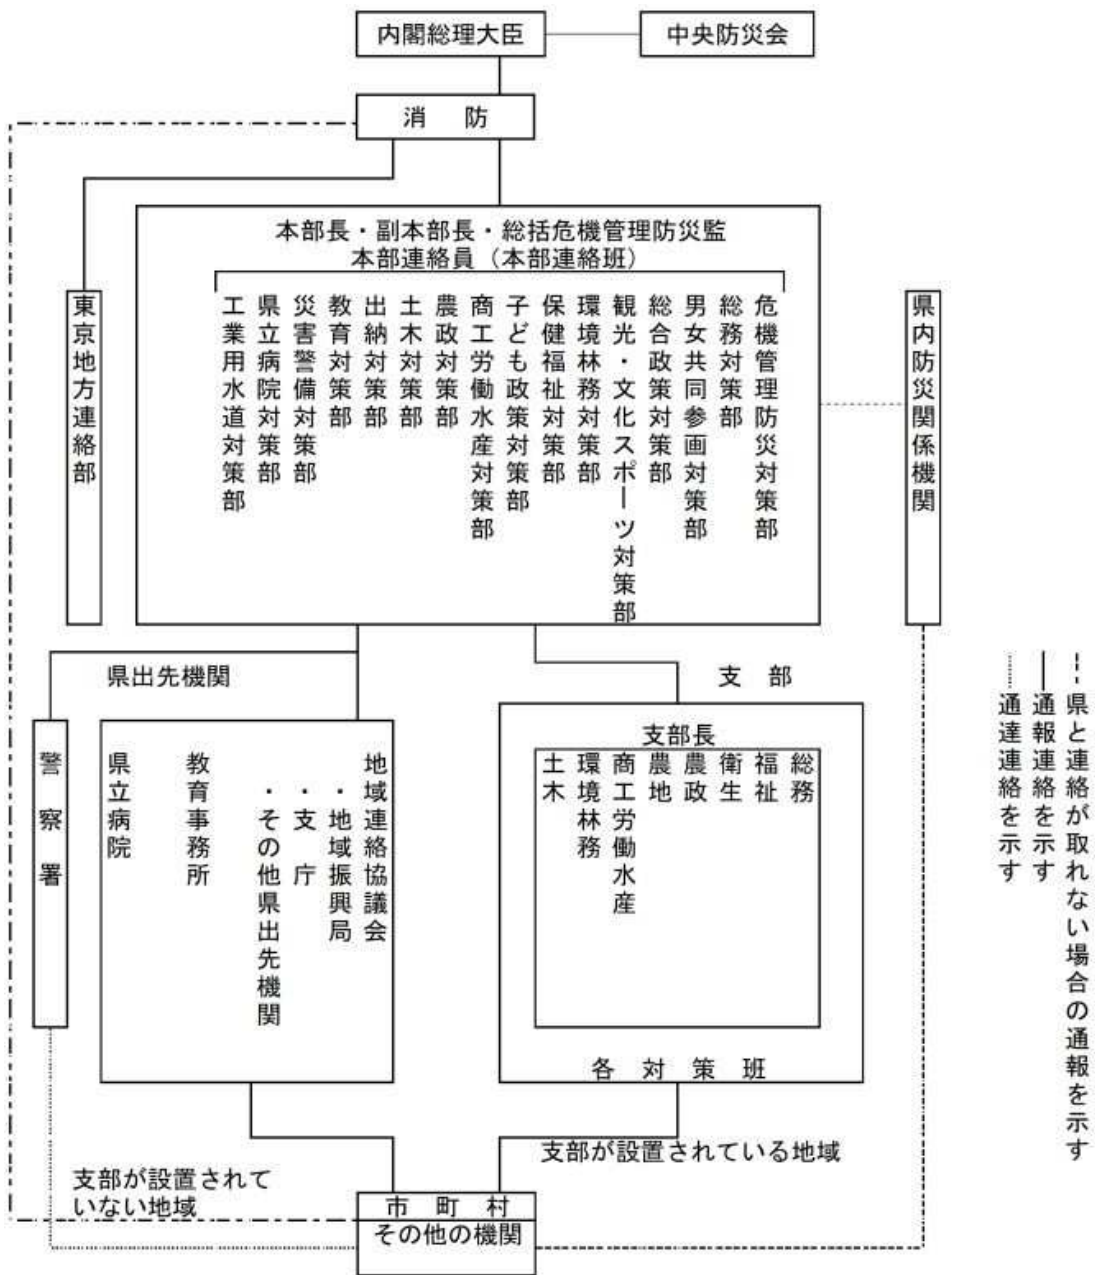 内閣総理大臣
中央防災会
消 防
本部長・副本部長・総括危機管理防災監
本部連絡員（本部連絡班）
危機管理防災対策部
総務対策部
男女共同参画対策部
総合政策対策部
観光・文化スポーツ対策部
環境林務対策部
保健福祉対策部
子ども政策対策部
商工労働水産対策部
農政対策部
土木対策部
出納対策部
教育対策部
災害警備対策部
県立病院対策部
工業用水道対策部
東京地方連絡部
県内防災関係機関
県出先機関
支 部
警察署
地域連絡協議会
・地域振興局
・支 庁
・その他県出先機関
教育事務所
県立病院
支部長
総務
福祉
衛生
農政
農地
商工労働水産
環境林務
土木
各 対 策 班
県と連絡が取れない場合の通報を示す
通報連絡を示す
通達連絡を示す
支部が設置されている地域
支部が設置されて
いない地域
市 町 村
その他の機関